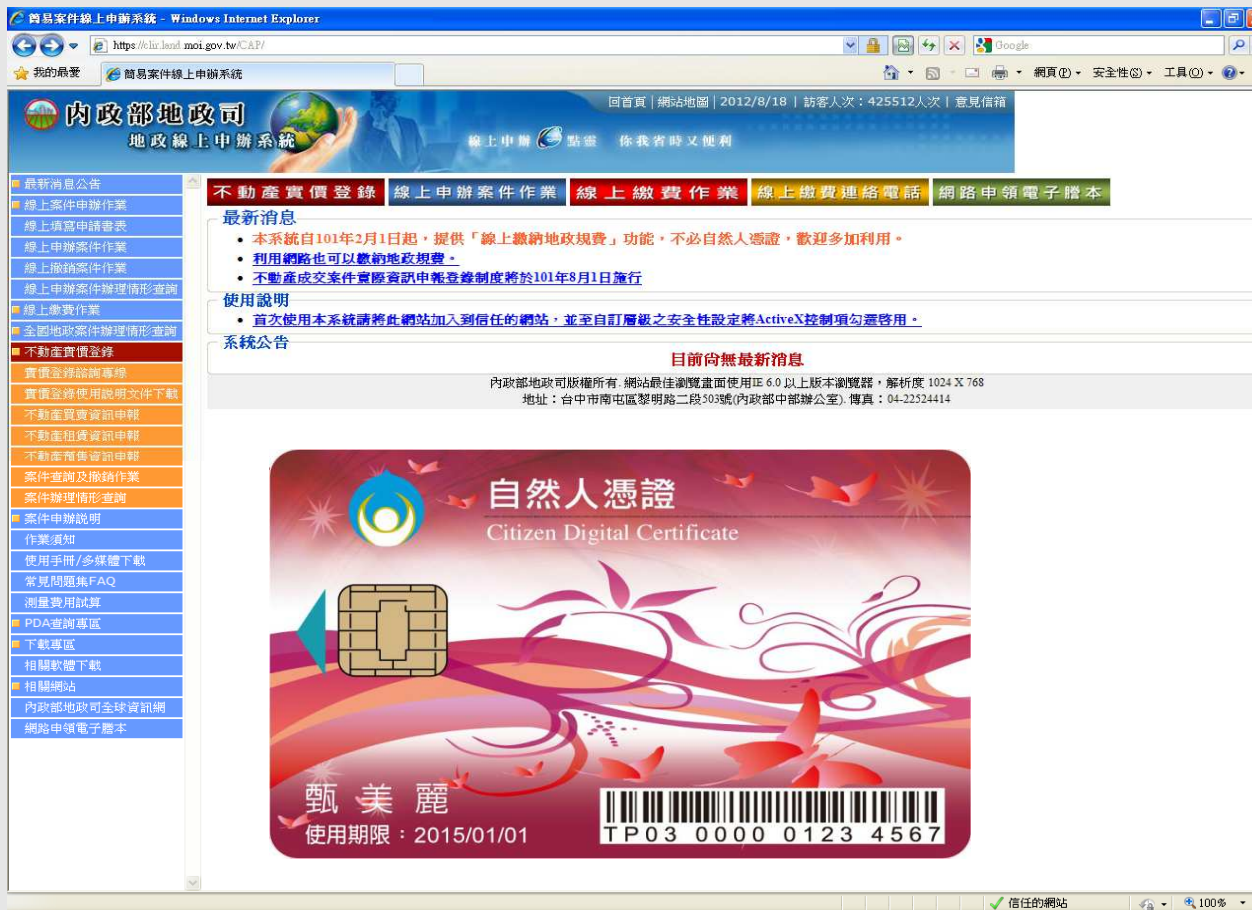 簡易案件線上申辦系統 - Windows Internet Explorer
https://clir.land.moi.gov.tw/CAP/
Google
我的最愛
簡易案件線上申辦系統
網頁(P)
安全性(S)
工具(O)
內政部地政司
地政線上申辦系統
回首頁 | 網站地圖 | 2012/8/18 | 訪客人次：425512人次 | 意見信箱
線上申辦 e 點靈 你我省時又便利
最新消息公告
線上案件申辦作業
線上填寫申請書表
線上申辦案件作業
線上撤銷案件作業
線上申辦案件辦理情形查詢
線上繳費作業
全國地政案件辦理情形查詢
不動產實價登錄
實價登錄諮詢專線
實價登錄使用說明文件下載
不動產買賣資訊申報
不動產租賃資訊申報
不動產預售資訊申報
案件查詢及撤銷作業
案件辦理情形查詢
案件申辦說明
作業須知
使用手冊/多媒體下載
常見問題集FAQ
測量費用試算
PDA查詢專區
下載專區
相關軟體下載
相關網站
內政部地政司全球資訊網
網路申領電子謄本
不動產實價登錄
線上申辦案件作業
線上繳費作業
線上繳費連絡電話
網路申領電子謄本
最新消息
本系統自101年2月1日起，提供「線上繳納地政規費」功能，不必自然人憑證，歡迎多加利用。
利用網路也可以繳納地政規費。
不動產成交案件實際資訊申報登錄制度將於101年8月1日施行
使用說明
首次使用本系統請將此網站加入到信任的網站，並至自訂層級之安全性設定將ActiveX控制項勾選啓用。
系統公告
目前尚無最新消息
內政部地政司版權所有. 網站最佳瀏覽畫面使用IE 6.0 以上版本瀏覽器，解析度 1024 X 768
地址：台中市南屯區黎明路二段503號(內政部中部辦公室). 傳真：04-22524414
自然人憑證
Citizen Digital Certificate
甄美麗
使用期限：2015/01/01
TP03 0000 0123 4567
信任的網站
100%